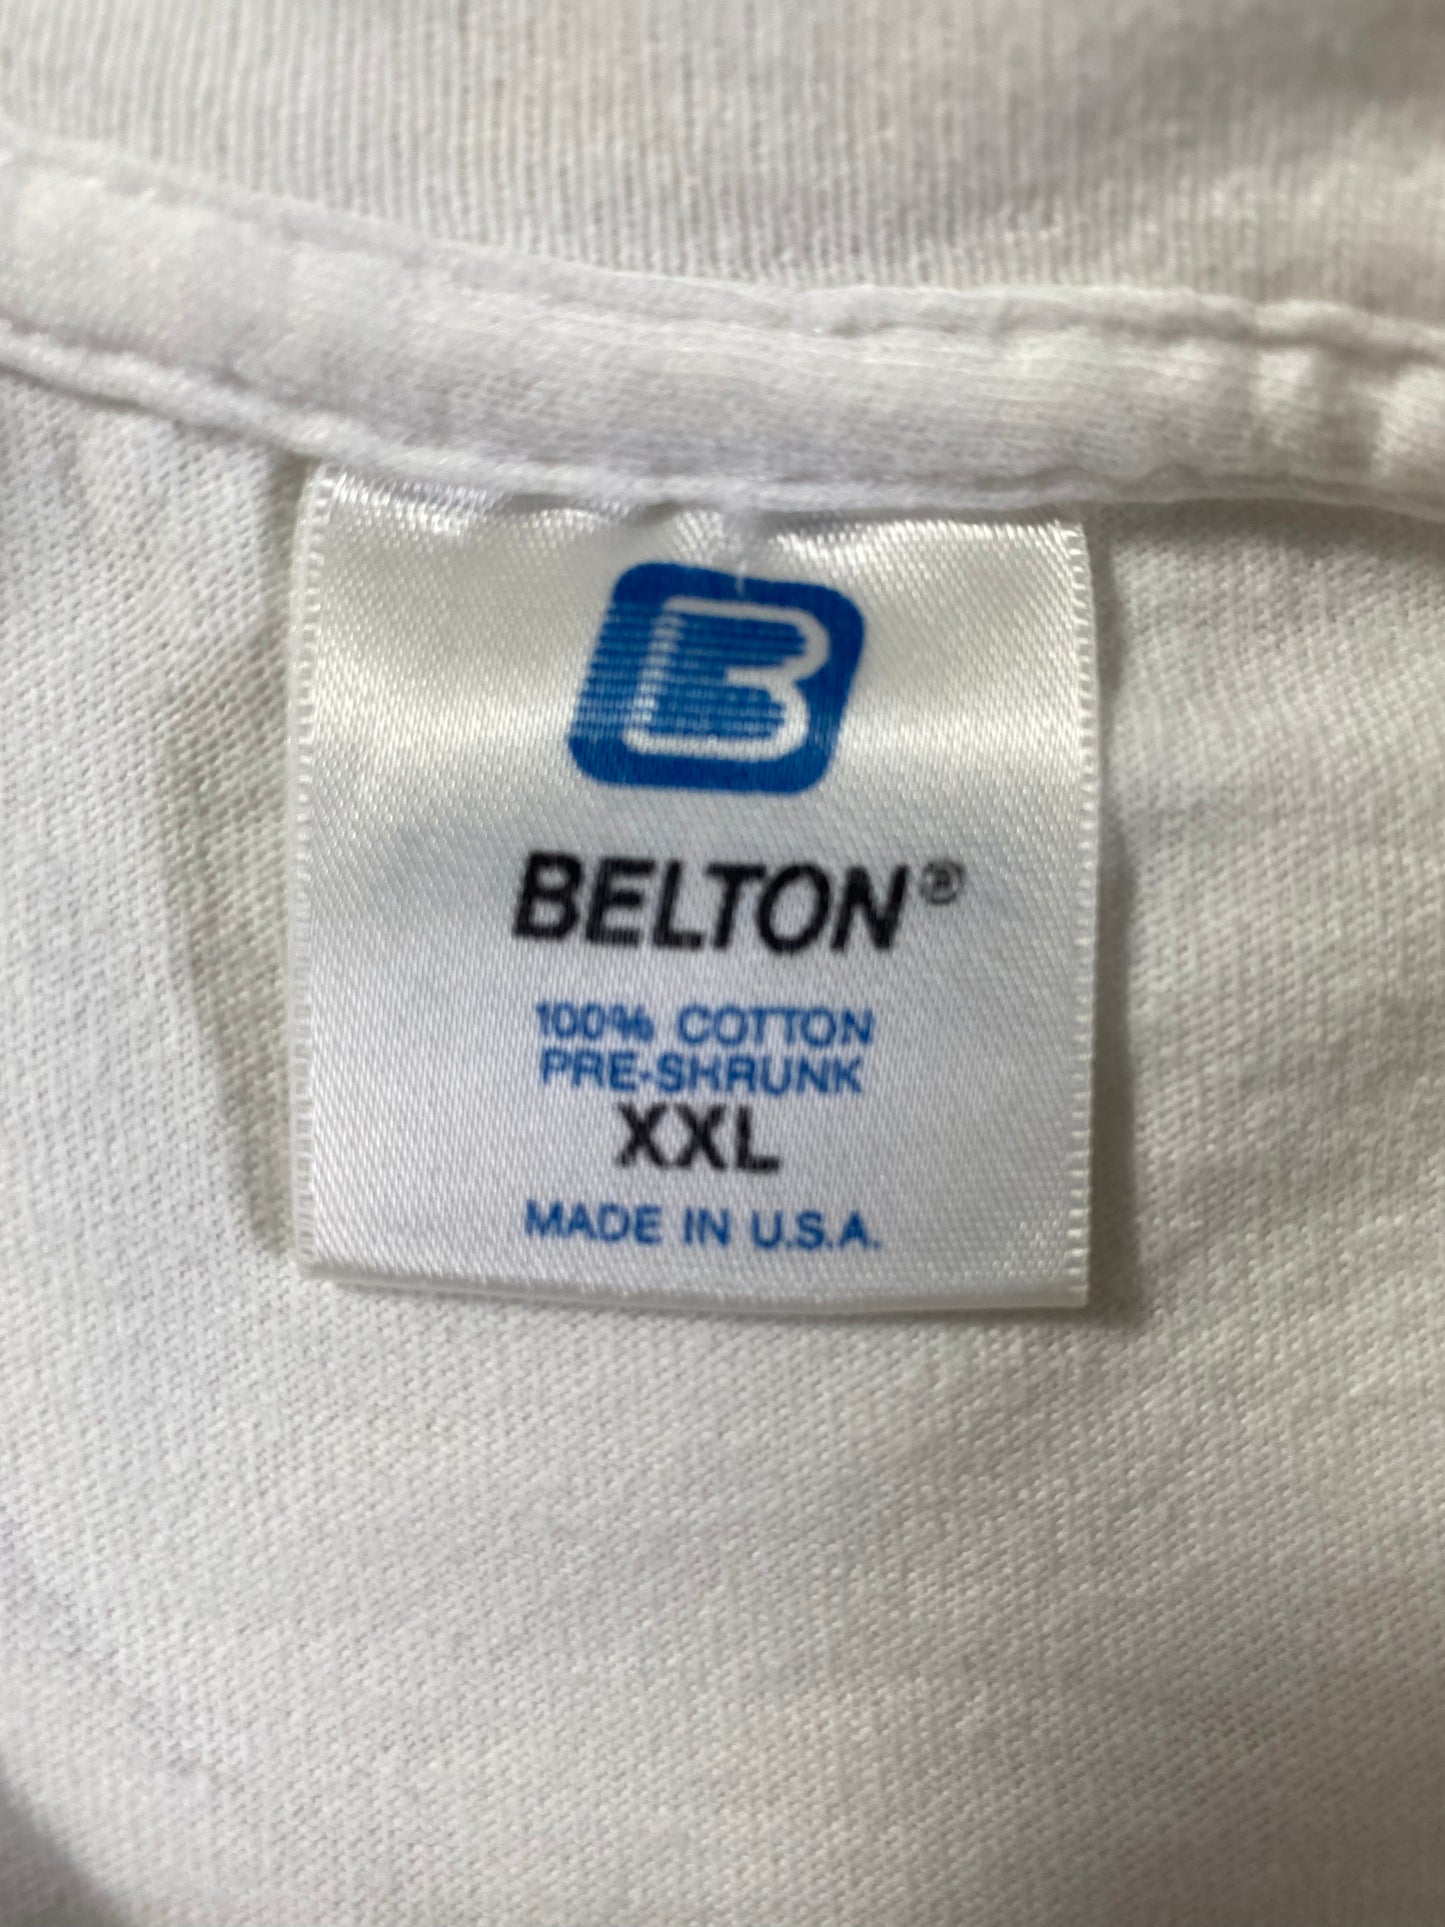 B
BELTON®
100% COTTON
PRE-SHRUNK
XXL
MADE IN U.S.A.